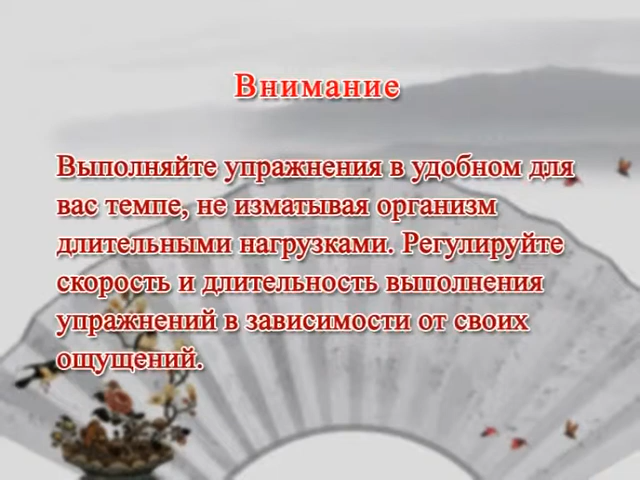 Внимание
Выполняйте упражнения в удобном для
вас темпе, не изматывая организм
длительными нагрузками. Регулируйте
скорость и длительность выполнения
упражнений в зависимости от своих
ощущений.